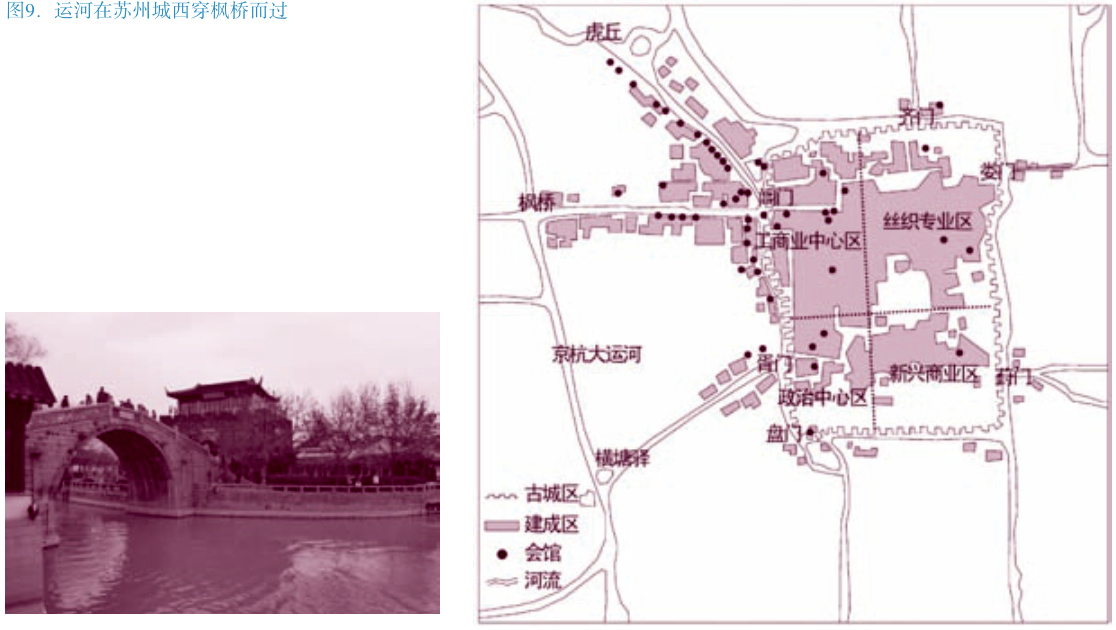 图9．运河在苏州城西穿枫桥而过
虎丘
齐门
娄门
枫桥
阊门
丝织专业区
工商业中心区
京杭大运河
胥门
新兴商业区
葑门
政治中心区
盘门
横塘驿
古城区
建成区
会馆
河流